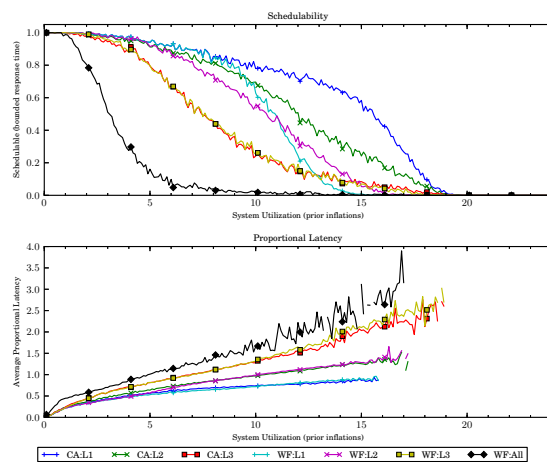 Schedulability
Schedulable (bounded response time)
1.0
0.8
0.6
0.4
0.2
0.0
0 5 10 15 20
System Utilization (prior inflations)
Proportional Latency
Average Proportional Latency
4.0
3.5
3.0
2.5
2.0
1.5
1.0
0.5
0.0
0 5 10 15 20
System Utilization (prior inflations)
CA:L1 CA:L2 CA:L3 WF:L1 WF:L2 WF:L3 WF:All